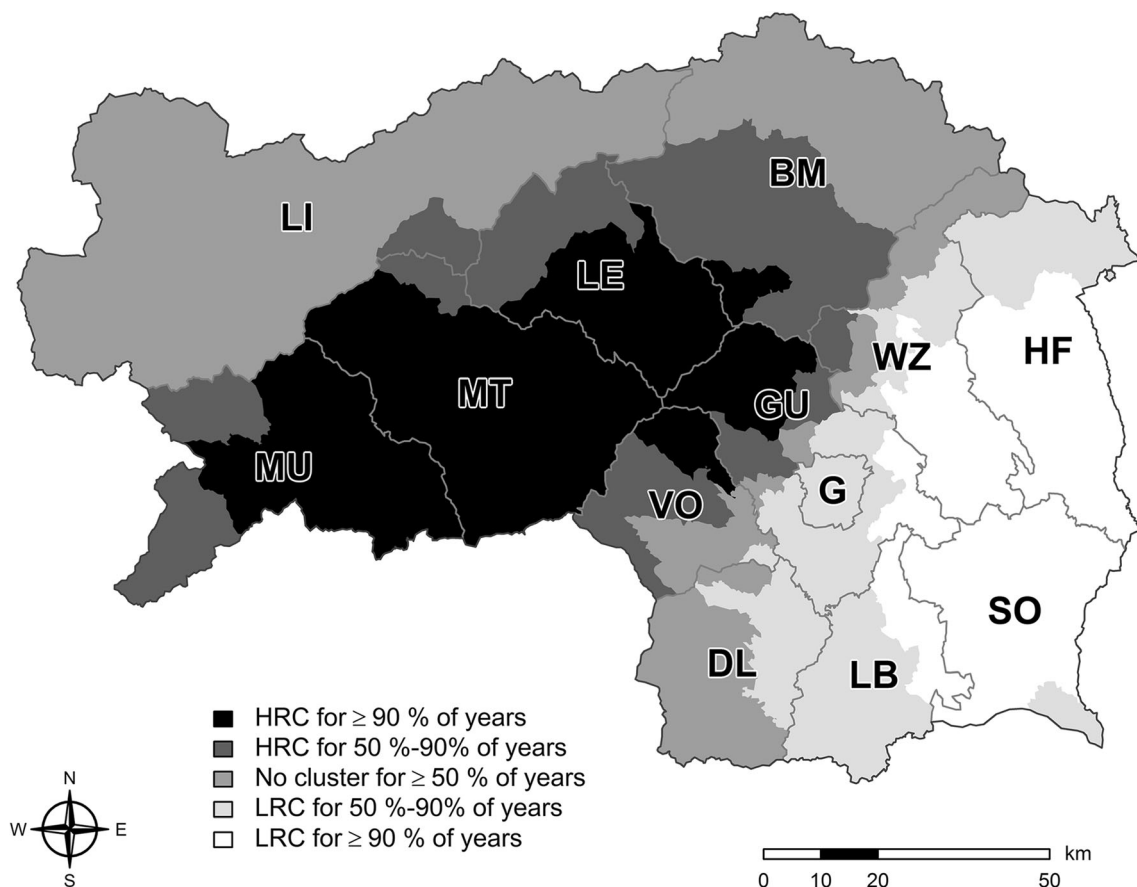 BM
LI
LE
WZ
HF
MT
GU
MU
G
VO
SO
DL
LB
HRC for ≥ 90 % of years
HRC for 50 %-90% of years
No cluster for ≥ 50 % of years
LRC for 50 %-90% of years
LRC for ≥ 90 % of years
N
W E
S
km
0 10 20 50